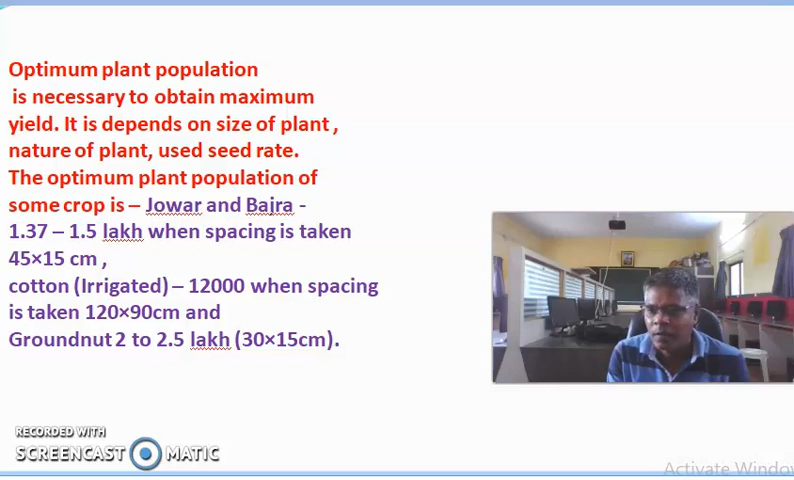 Optimum plant population
is necessary to obtain maximum
yield. It is depends on size of plant ,
nature of plant, used seed rate.
The optimum plant population of
some crop is – Jowar and Bajra -
1.37 – 1.5 lakh when spacing is taken
45×15 cm ,
cotton (Irrigated) – 12000 when spacing
is taken 120×90cm and
Groundnut 2 to 2.5 lakh (30×15cm).
RECORDED WITH
SCREENCAST MATIC
Activate Window